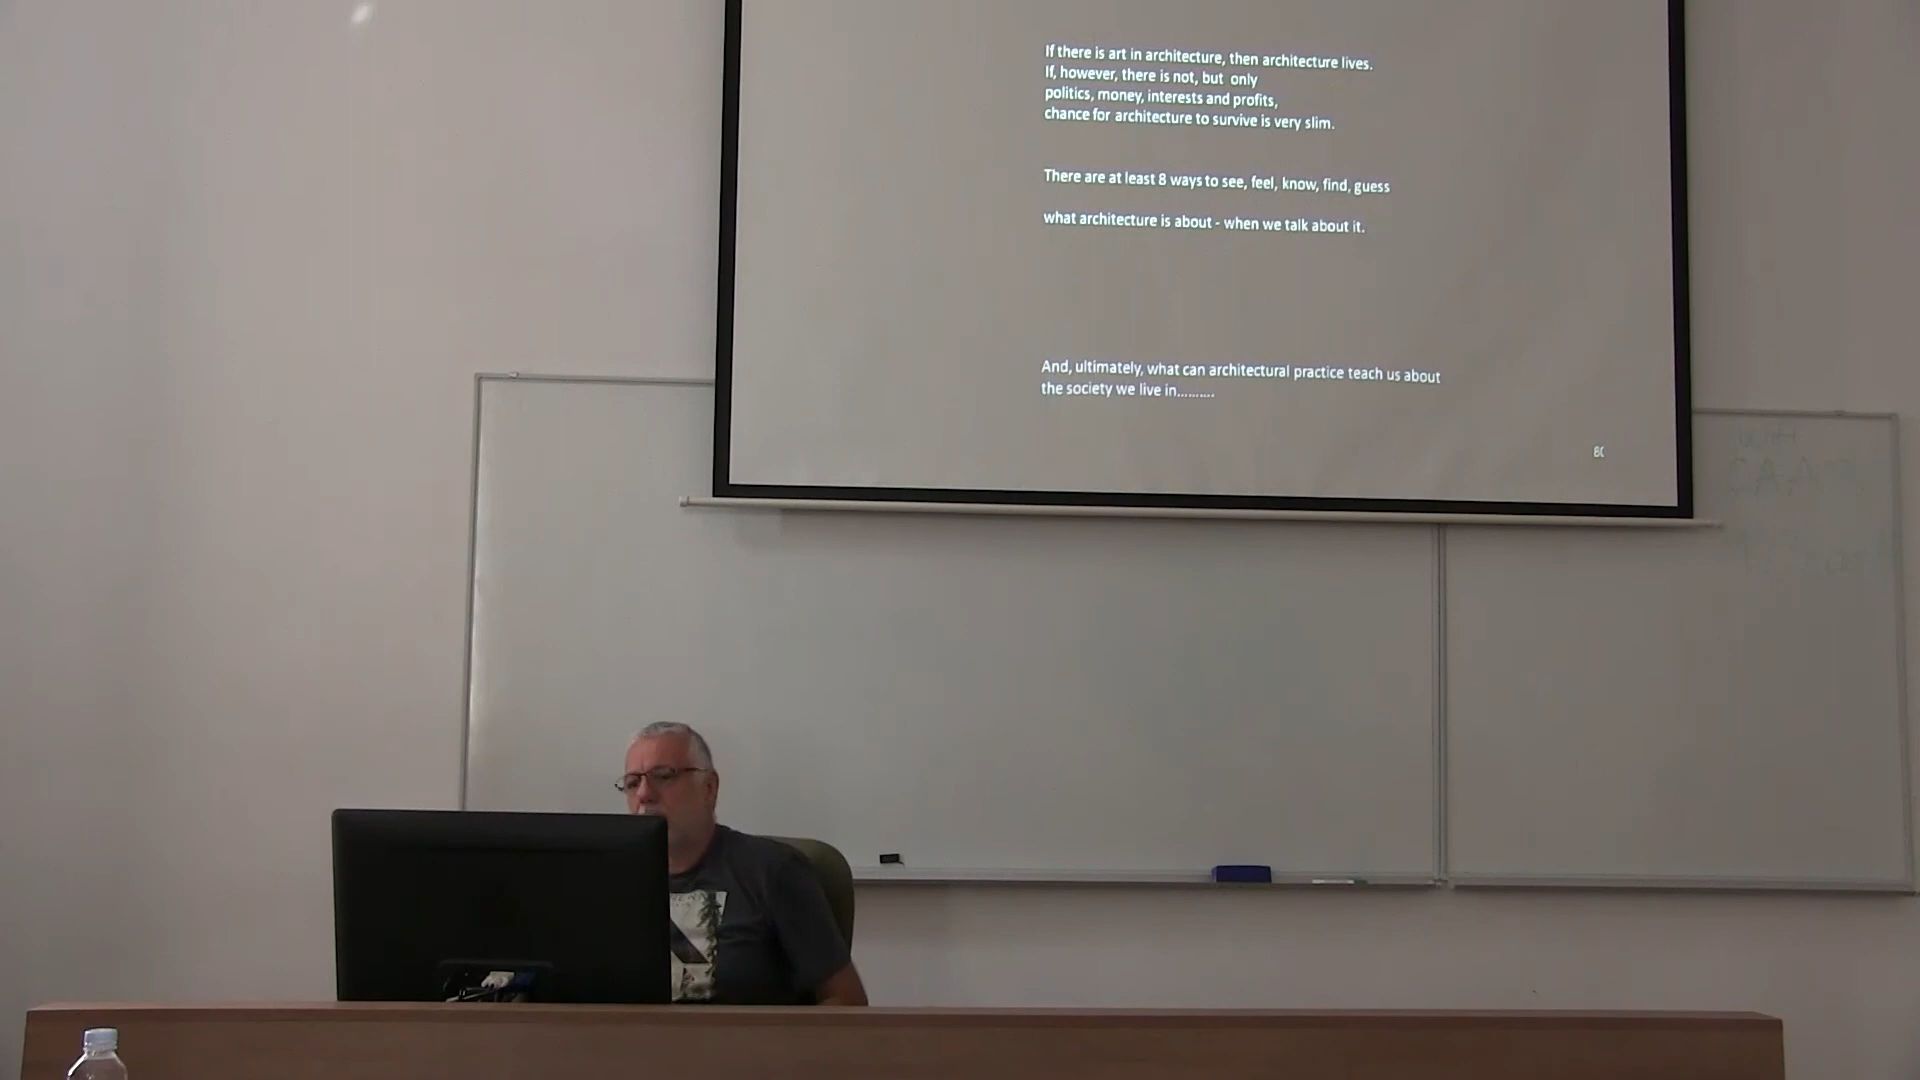 If there is art in architecture, then architecture lives.
If, however, there is not, but only
politics, money, interests and profits,
chance for architecture to survive is very slim.
There are at least 8 ways to see, feel, know, find, guess
what architecture is about - when we talk about it.
And, ultimately, what can architectural practice teach us about
the society we live in..........